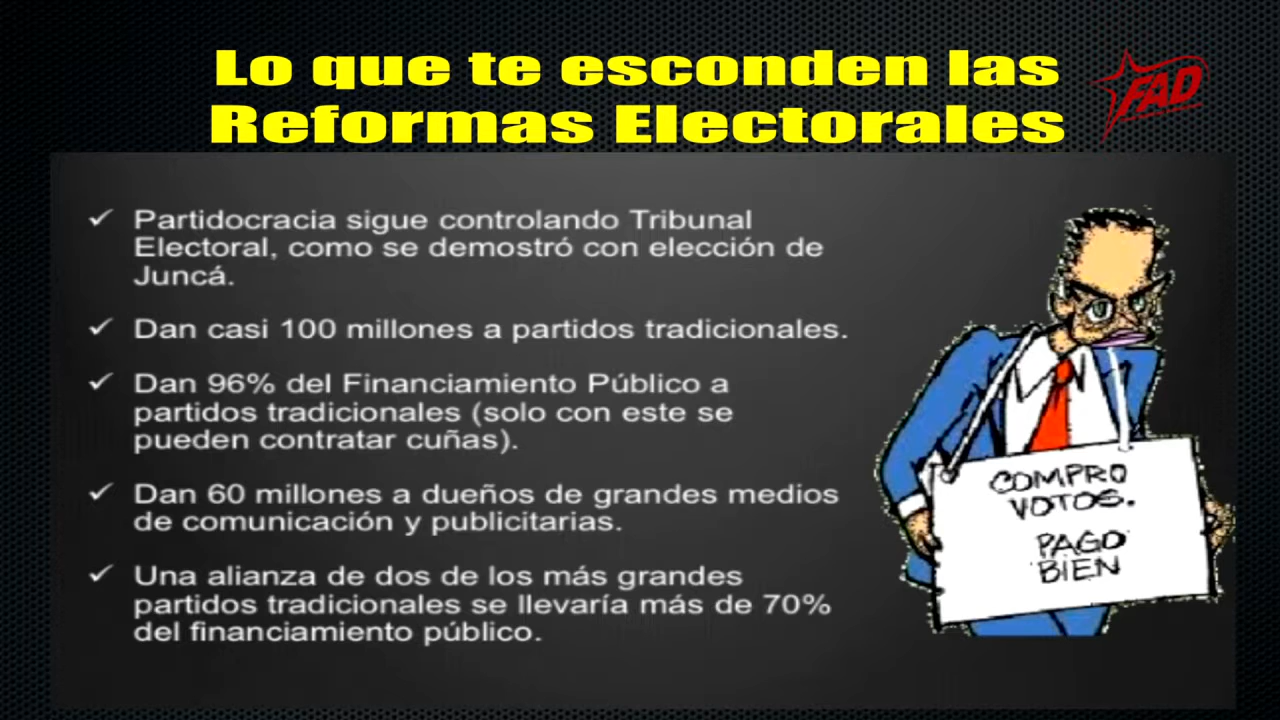 Lo que te esconden las
Reformas Electorales
FAD
✓ Partidocracia sigue controlando Tribunal
Electoral, como se demostró con elección de
Juncá.
✓ Dan casi 100 millones a partidos tradicionales.
✓ Dan 96% del Financiamiento Público a
partidos tradicionales (solo con este se
pueden contratar cuñas).
✓ Dan 60 millones a dueños de grandes medios
de comunicación y publicitarias.
✓ Una alianza de dos de los más grandes
partidos tradicionales se llevaría más de 70%
del financiamiento público.
COMPRO
VOTOS.
PAGO
BIEN